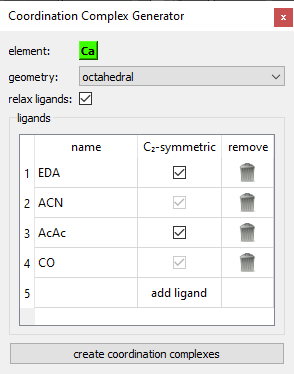 Coordination Complex Generator x
element: Ca
geometry: octahedral
relax ligands:
ligands
name C₂-symmetric remove
1 EDA
2 ACN
3 AcAc
4 CO
5 add ligand
create coordination complexes